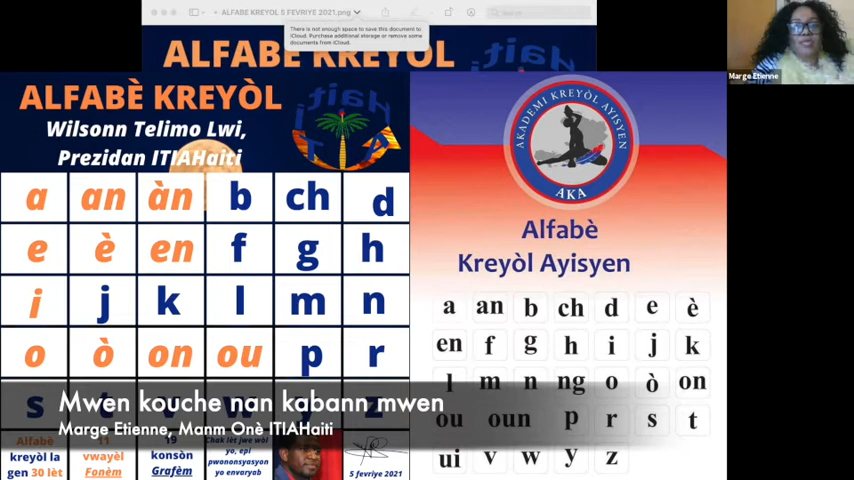 ALFABE KREYOL 5 FEVRIYE 2021.png
Search
There is not enough space to save this document to
iCloud. Purchase additional storage or remove some
documents from iCloud.
ALFABÈ KREYÒL
ALFABÈ KREYÒL
Wilsonn Telimo Lwi,
Prezidan ITIAHaiti
a an àn b ch d
e è en f g h
i j k l m n
o ò on ou p r
s t v w y z
Alfabè
kreyòl la
gen 30 lèt
11
vwayèl
Fonèm
19
konsòn
Grafèm
Chak lèt jwe wòl
yo, epi
pwononsyasyon
yo envaryab
5 fevriye 2021
AKADEMI KREYÒL AYISYEN
AKA
Alfabè
Kreyòl Ayisyen
a an b ch d e è
en f g h i j k
l m n ng o ò on
ou oun p r s t
ui v w y z
Mwen kouche nan kabann mwen
Marge Etienne, Manm Onè ITIAHaiti
Marge Etienne